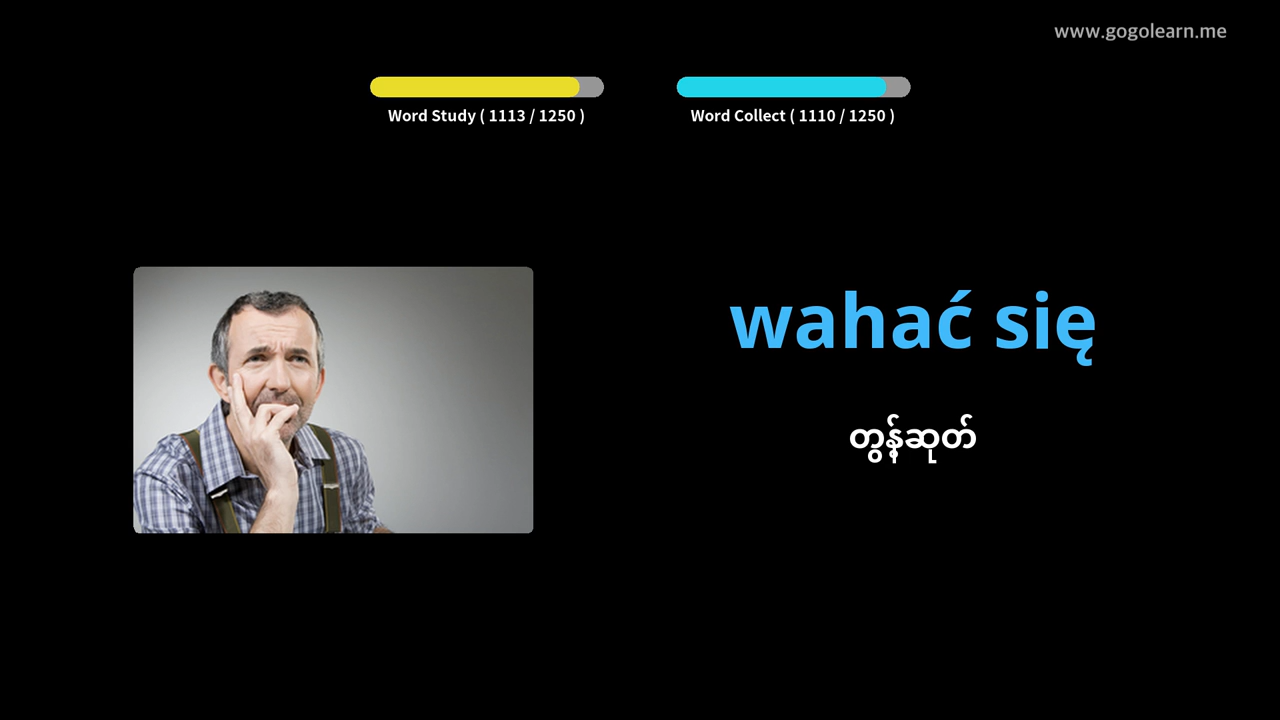 www.gogolearn.me
Word Study ( 1113 / 1250 )
Word Collect ( 1110 / 1250 )
wahać się
တွန့်ဆုတ်